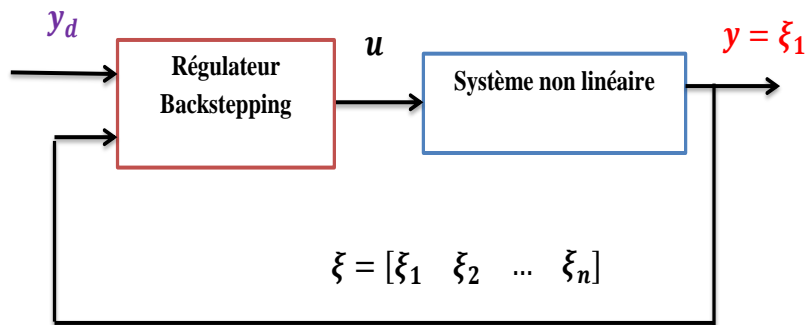 y_d
u
y = ξ_1
Régulateur
Backstepping
Système non linéaire
ξ = [ξ_1 ξ_2 ... ξ_n]